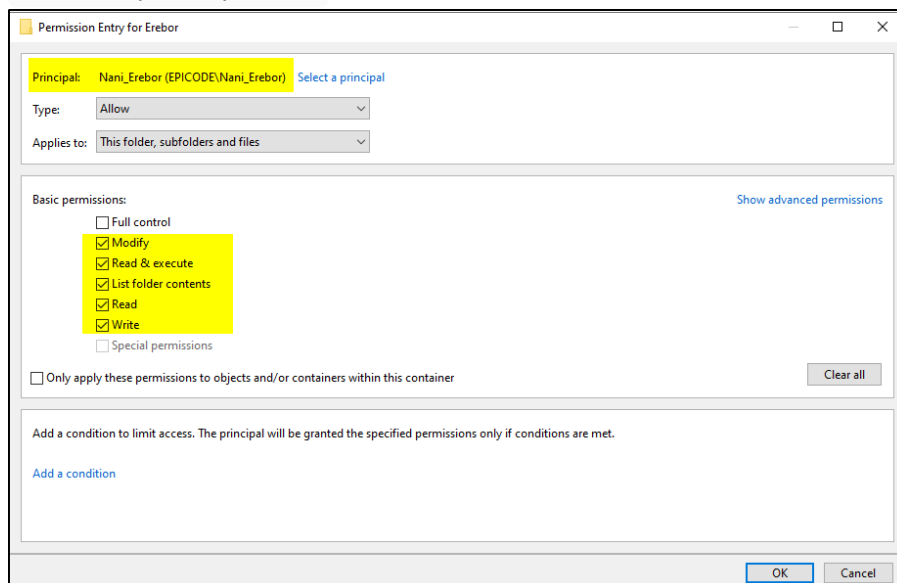 Permission Entry for Erebor
Principal: Nani_Erebor (EPICODE\Nani_Erebor) Select a principal
Type: Allow
Applies to: This folder, subfolders and files
Basic permissions: Show advanced permissions
Full control
Modify
Read & execute
List folder contents
Read
Write
Special permissions
Only apply these permissions to objects and/or containers within this container Clear all
Add a condition to limit access. The principal will be granted the specified permissions only if conditions are met.
Add a condition
OK Cancel